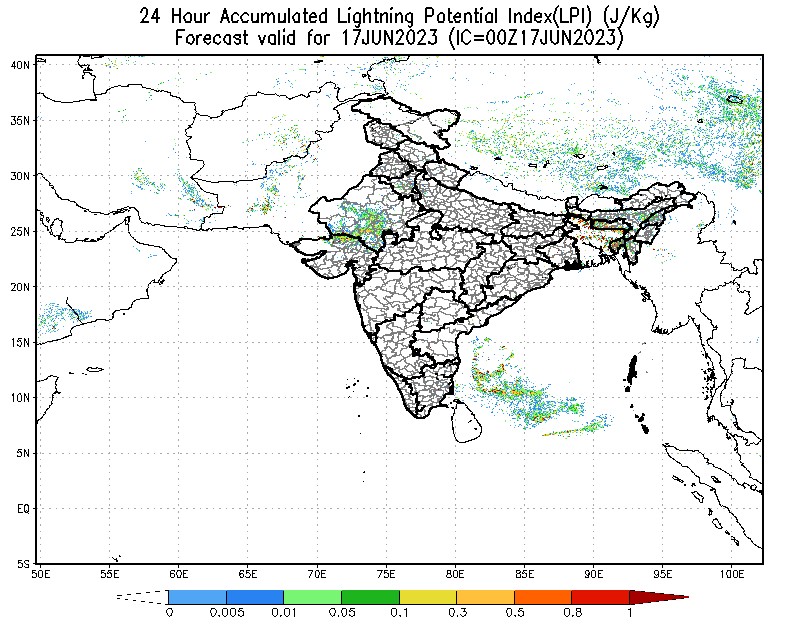 24 Hour Accumulated Lightning Potential Index(LPI) (J/Kg)
Forecast valid for 17JUN2023 (IC=00Z17JUN2023)
40N
35N
30N
25N
20N
15N
10N
5N
EQ
5S
50E 55E 60E 65E 70E 75E 80E 85E 90E 95E 100E
0 0.005 0.01 0.05 0.1 0.3 0.5 0.8 1